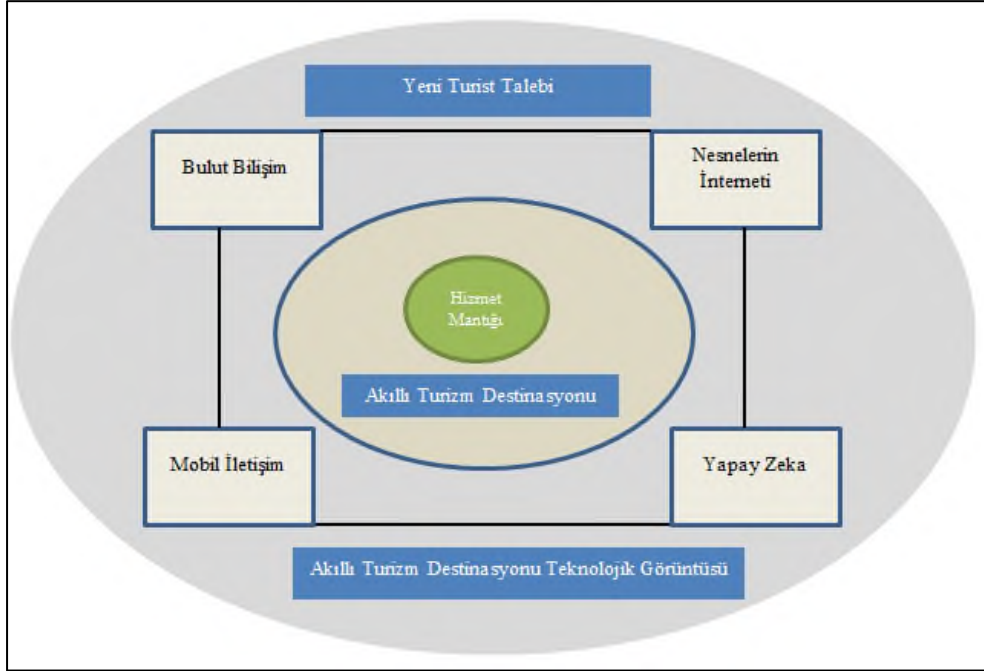 Yeni Turist Talebi
Bulut Bilişim
Nesnelerin
İnterneti
Hizmet
Mantığı
Akıllı Turizm Destinasyonu
Mobil İletişim
Yapay Zeka
Akıllı Turizm Destinasyonu Teknolojik Görüntüsü